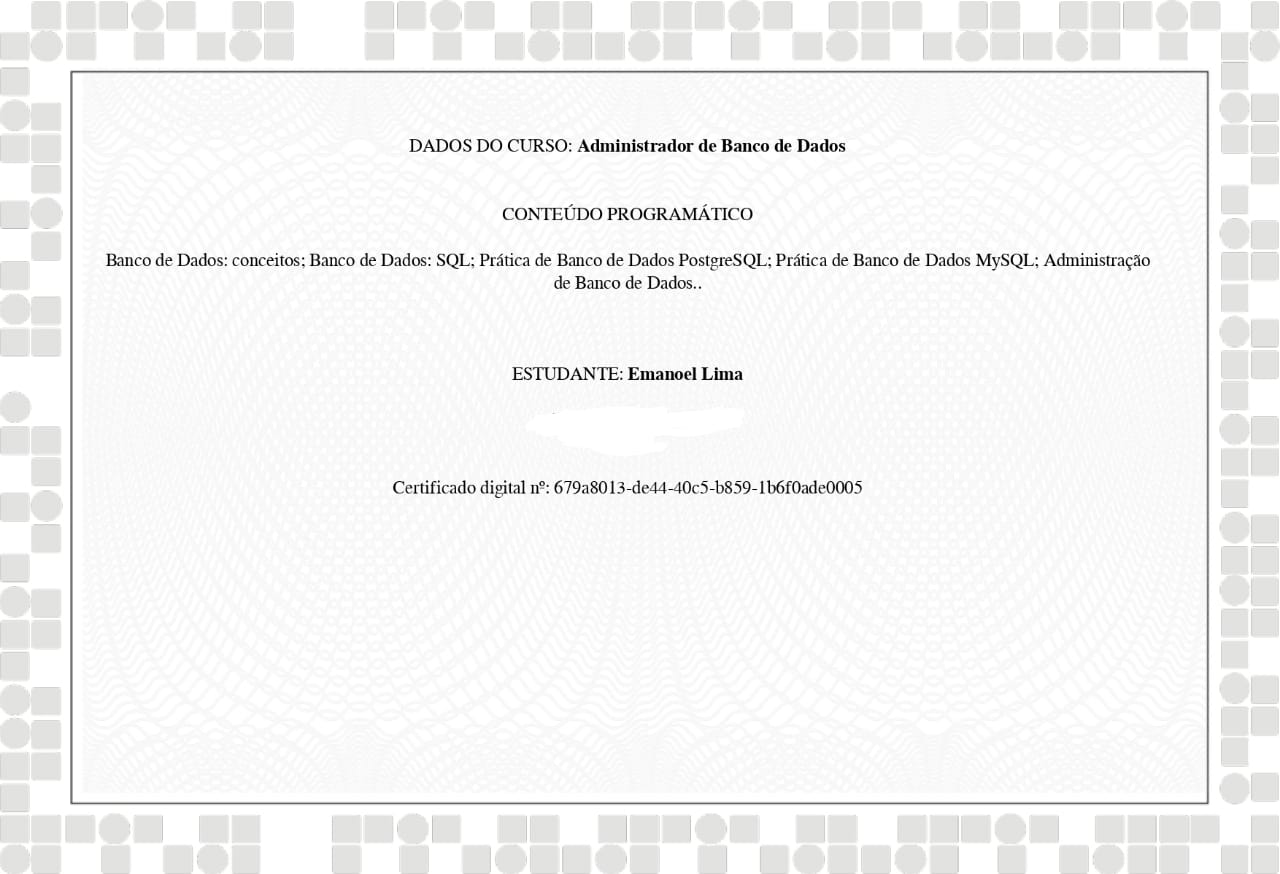 DADOS DO CURSO: Administrador de Banco de Dados
CONTEÚDO PROGRAMÁTICO
Banco de Dados: conceitos; Banco de Dados: SQL; Prática de Banco de Dados PostgreSQL; Prática de Banco de Dados MySQL; Administração
de Banco de Dados..
ESTUDANTE: Emanoel Lima
Certificado digital nº: 679a8013-de44-40c5-b859-1b6f0ade0005